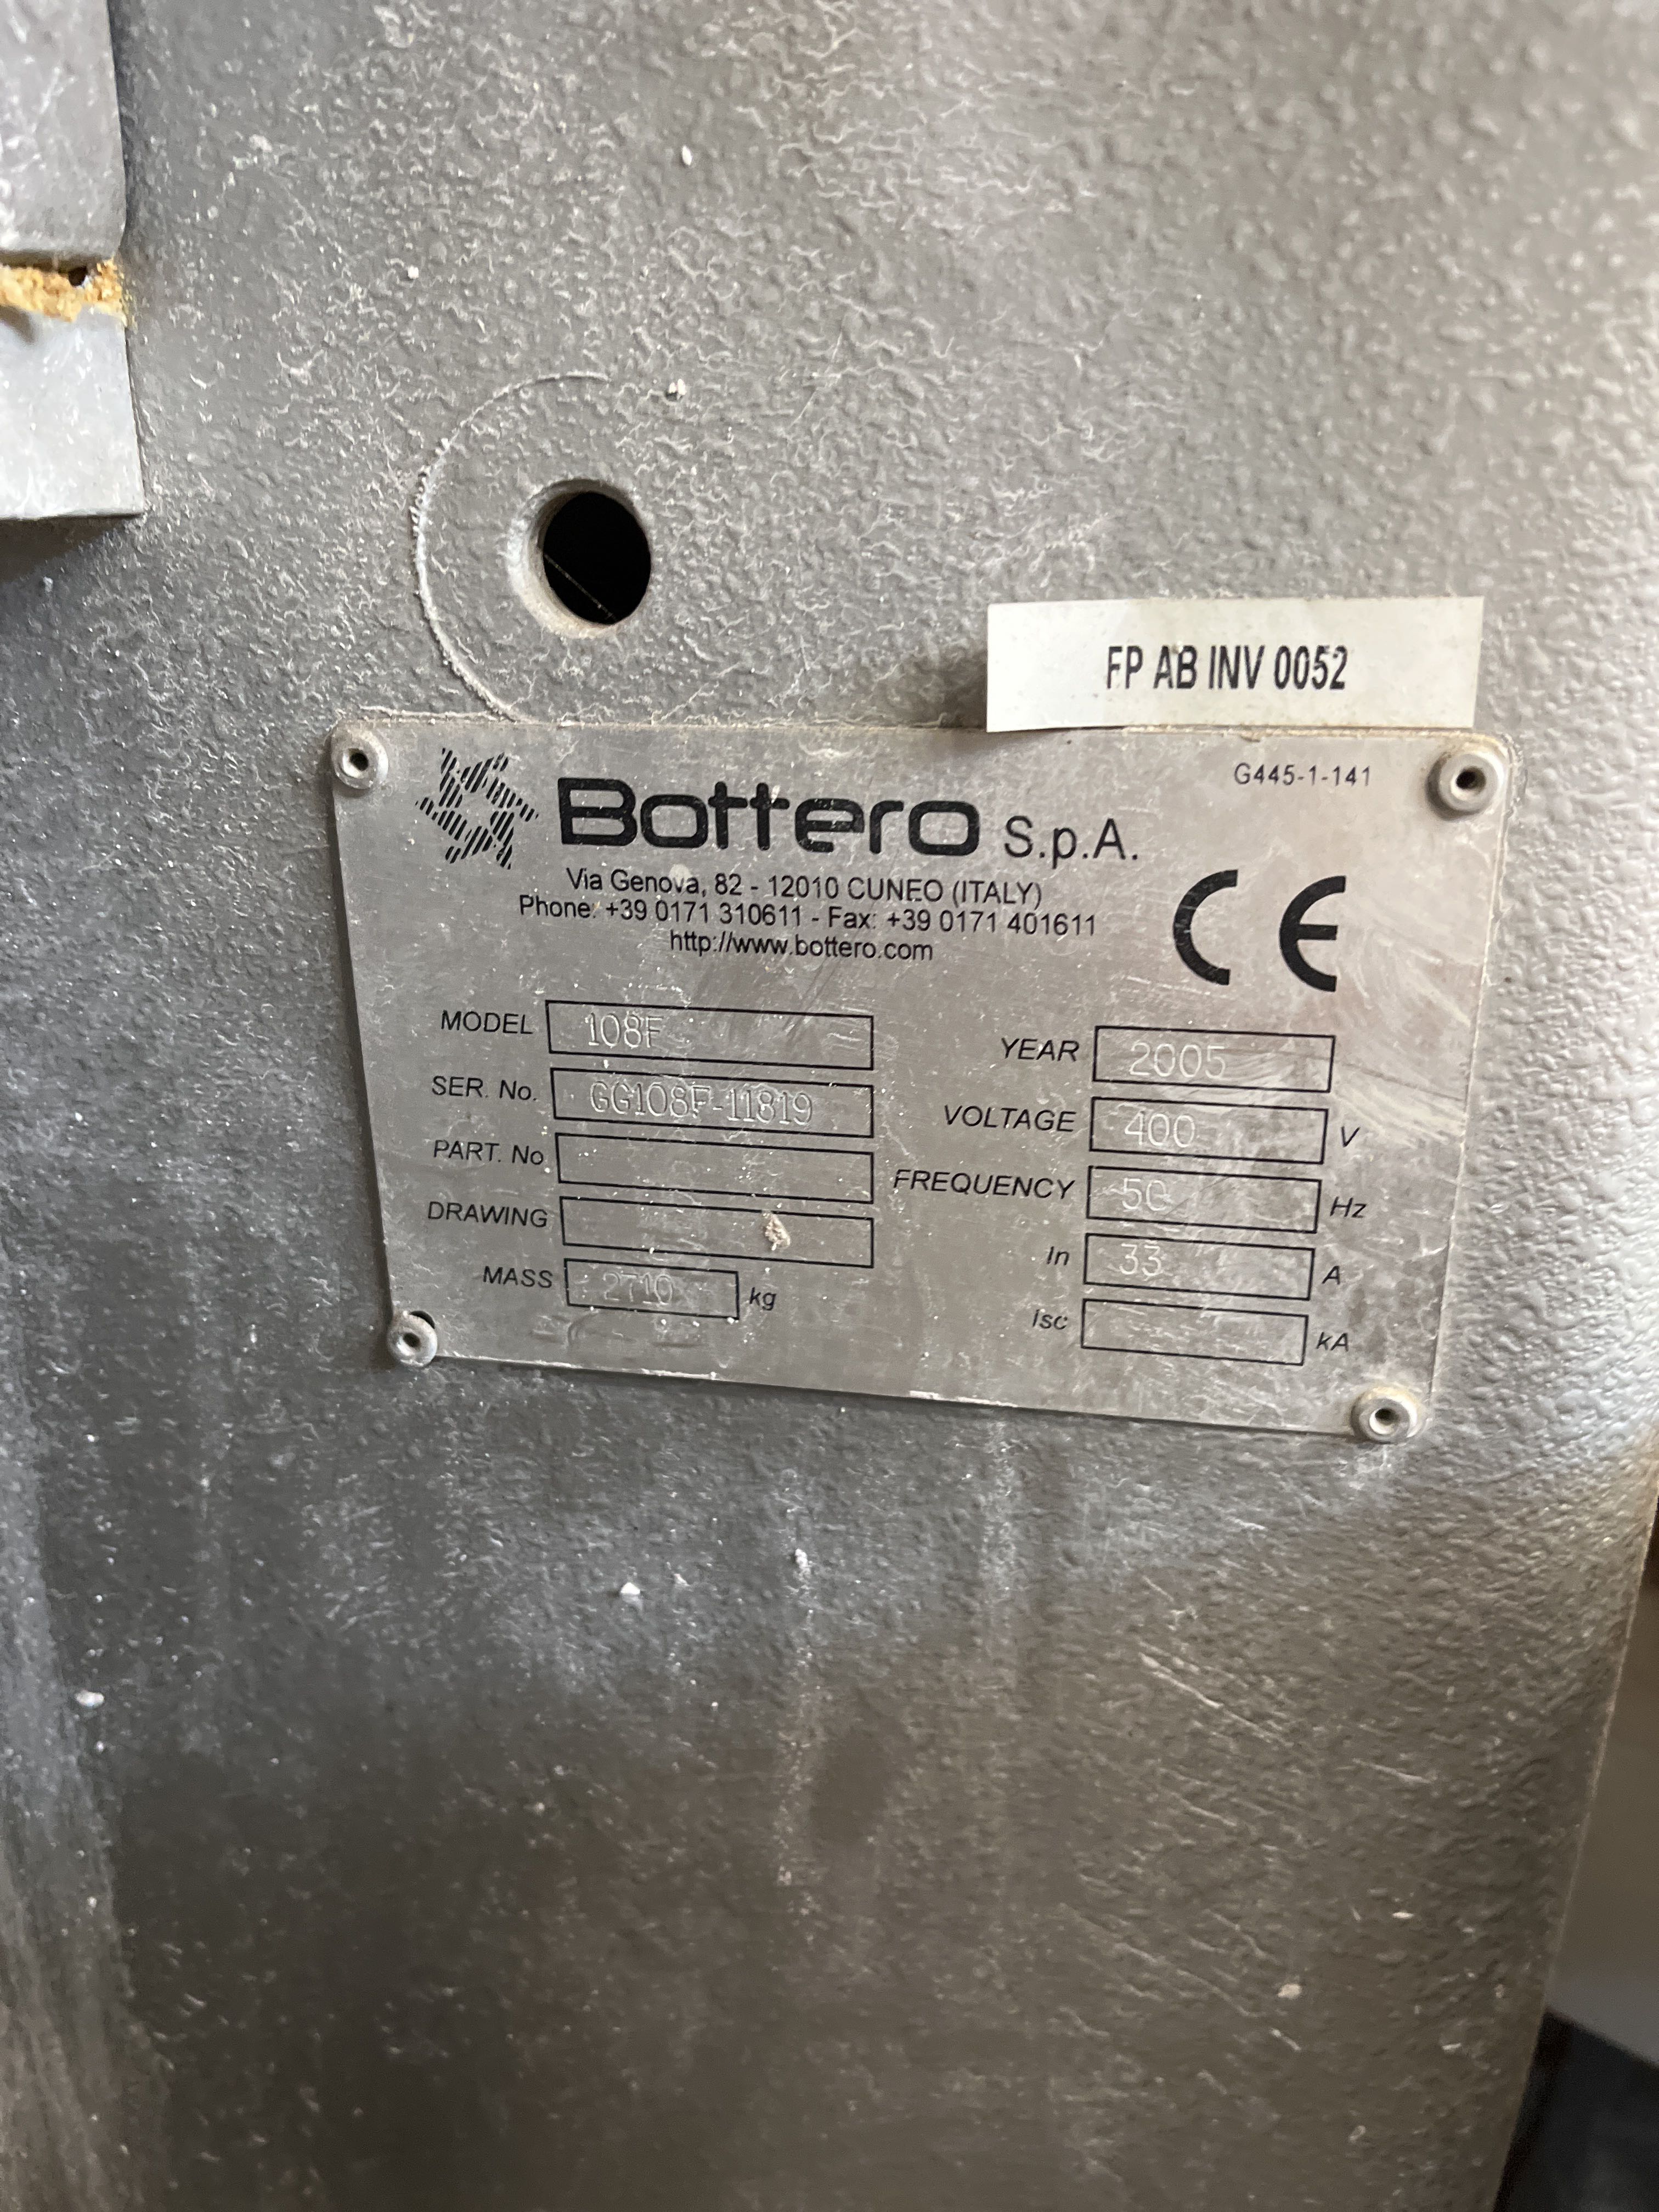 FP AB INV 0052
G445-1-141
Bottero S.p.A.
Via Genova, 82 - 12010 CUNEO (ITALY)
Phone: +39 0171 310611 - Fax: +39 0171 401611
http://www.bottero.com
CE
MODEL 108F
SER. No. GG108F-11819
PART. No
DRAWING
MASS 2710 kg
YEAR 2005
VOLTAGE 400 V
FREQUENCY 50 Hz
In 33 A
Isc kA